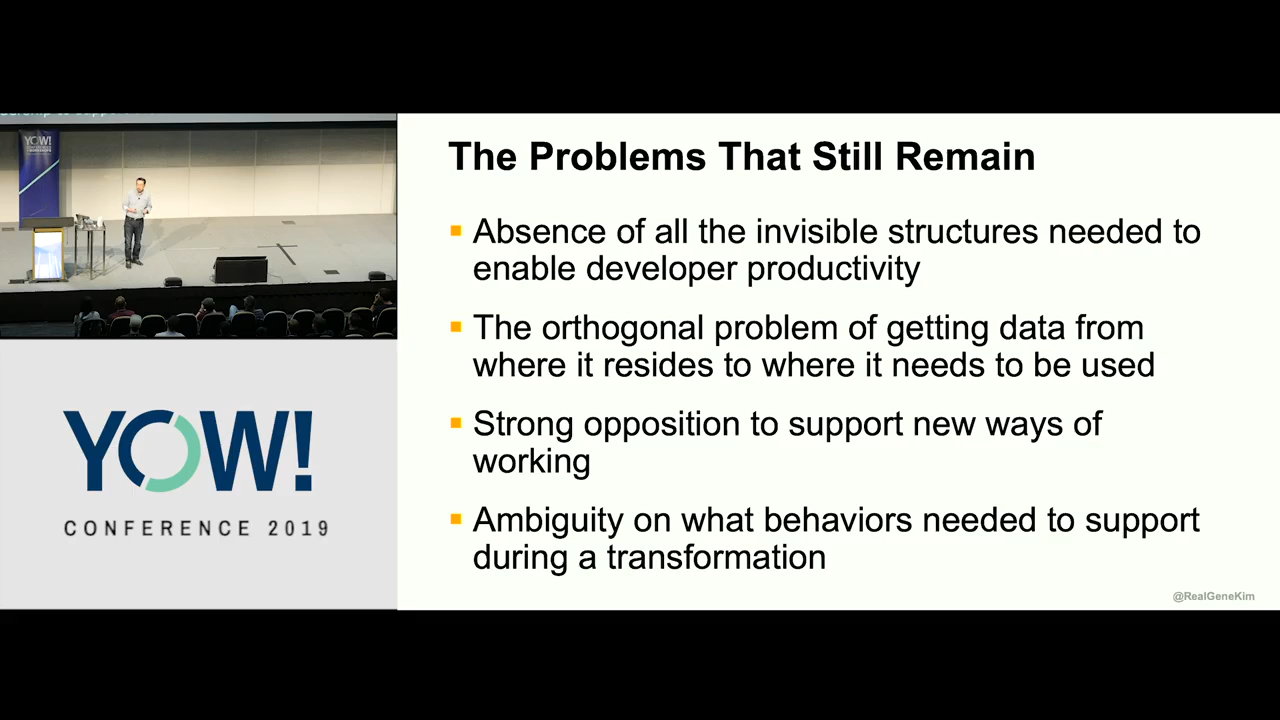 YOW!
The Problems That Still Remain
Absence of all the invisible structures needed to
enable developer productivity
The orthogonal problem of getting data from
where it resides to where it needs to be used
Strong opposition to support new ways of
working
Ambiguity on what behaviors needed to support
during a transformation
@RealGeneKim
YOW!
CONFERENCE 2019